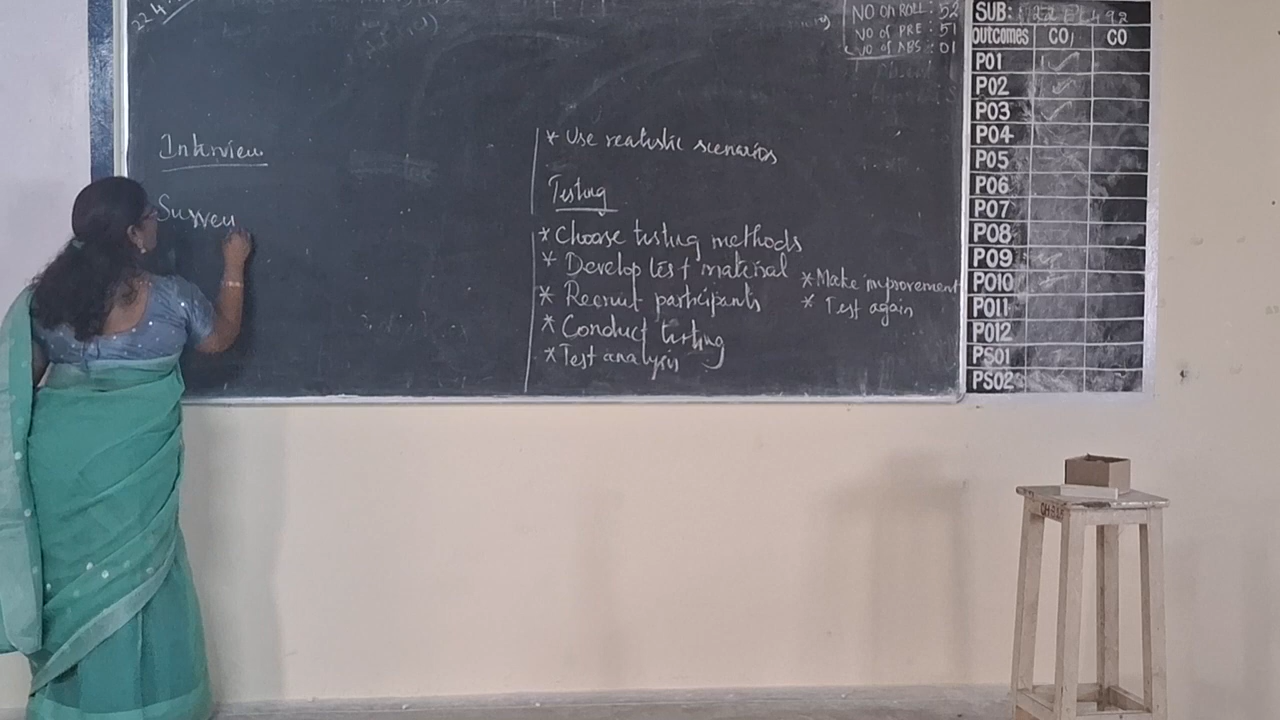 NO ON ROLL: 52
NO OF PRE: 51
NO OF ABS: 01
Interview
Survey
* Use realistic scenarios
Testing
* Choose testing methods
* Develop test material
* Recruit participants
* Conduct testing
* Test analysis
* Make improvement
* Test again
SUB:
OUTCOMES CO1 CO
PO1 ✓
PO2 ✓
PO3 ✓
PO4
PO5
PO6
PO7
PO8
PO9 ✓
PO10
PO11
PO12
PSO1
PSO2